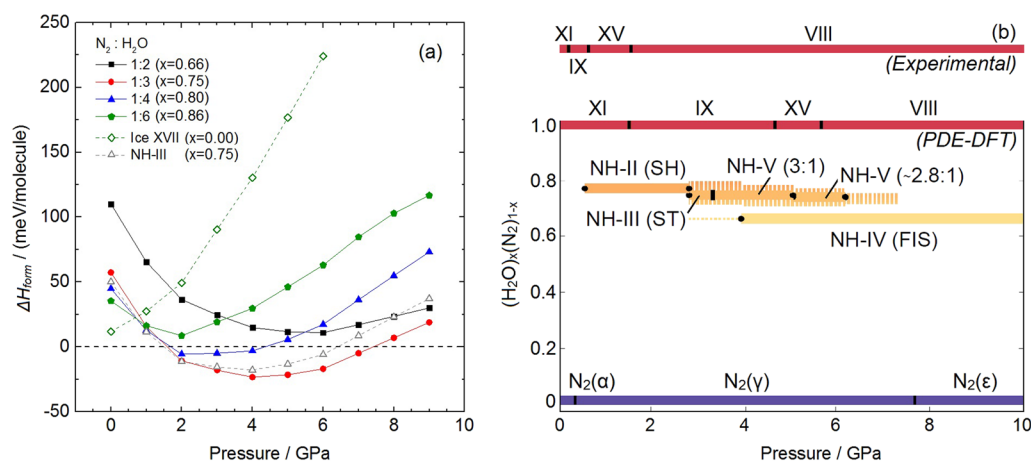 (a)
N2 : H2O
1:2 (x=0.66)
1:3 (x=0.75)
1:4 (x=0.80)
1:6 (x=0.86)
Ice XVII (x=0.00)
NH-III (x=0.75)
ΔHform / (meV/molecule)
250
200
150
100
50
0
-50
0 2 4 6 8 10
Pressure / GPa
(b)
XI XV VIII
IX
(Experimental)
XI IX XV VIII
(PDE-DFT)
NH-II (SH)
NH-V (3:1)
NH-V (~2.8:1)
NH-III (ST)
NH-IV (FIS)
N2(α) N2(γ) N2(ε)
(H2O)x(N2)1-x
1.0
0.8
0.6
0.4
0.2
0
0 2 4 6 8 10
Pressure / GPa